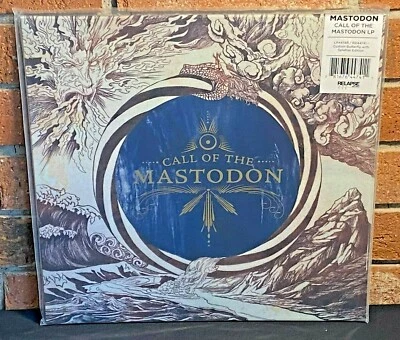 MASTODON
CALL OF THE
MASTODON LP
RELAPSE
CALL OF THE
MASTODON